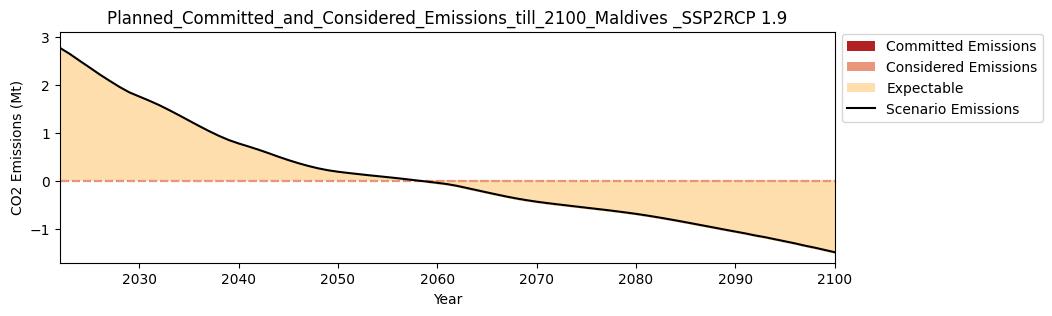 Planned_Committed_and_Considered_Emissions_till_2100_Maldives _SSP2RCP 1.9
CO2 Emissions (Mt)
3
2
1
0
−1
2030 2040 2050 2060 2070 2080 2090 2100
Year
Committed Emissions
Considered Emissions
Expectable
Scenario Emissions